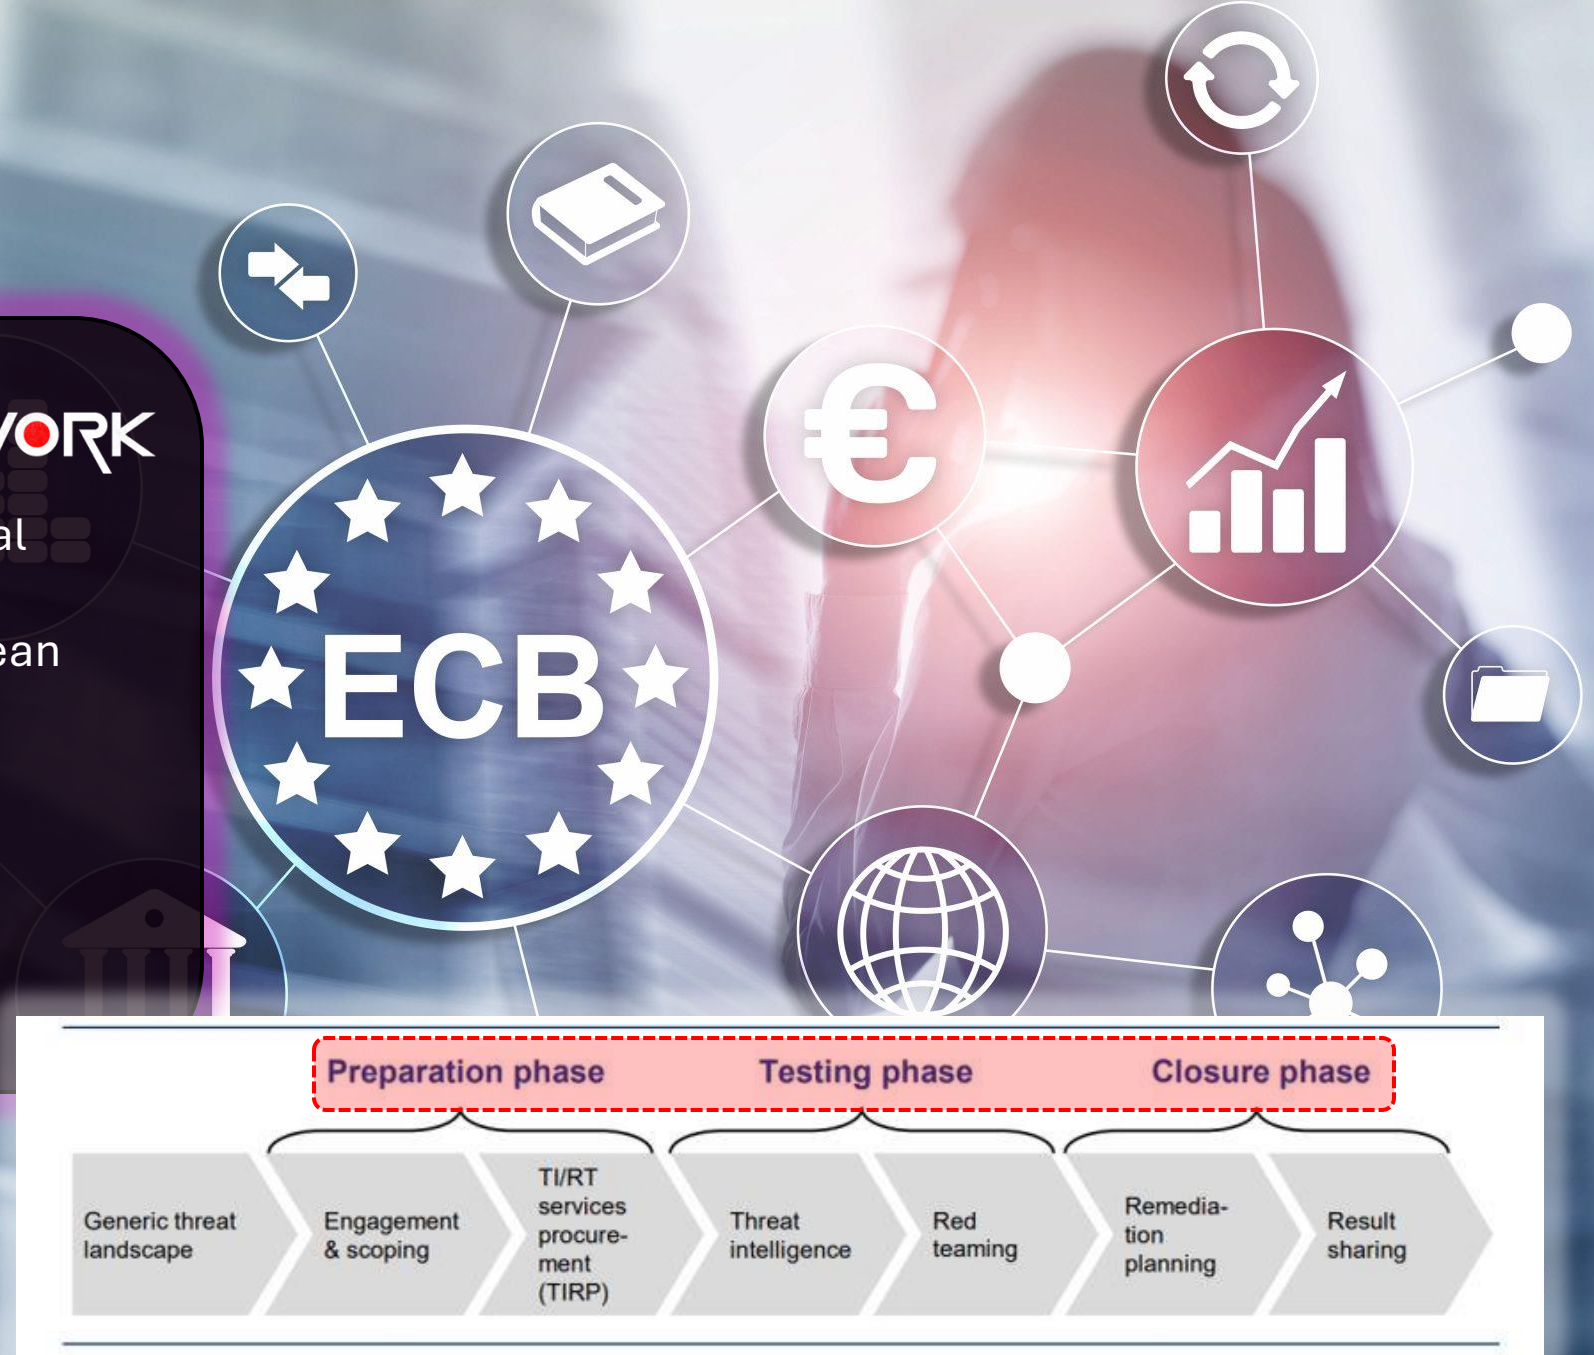 ORK
al
ean
€
ECB
Preparation phase
Testing phase
Closure phase
Generic threat
landscape
Engagement
& scoping
TI/RT
services
procure-
ment
(TIRP)
Threat
intelligence
Red
teaming
Remedia-
tion
planning
Result
sharing